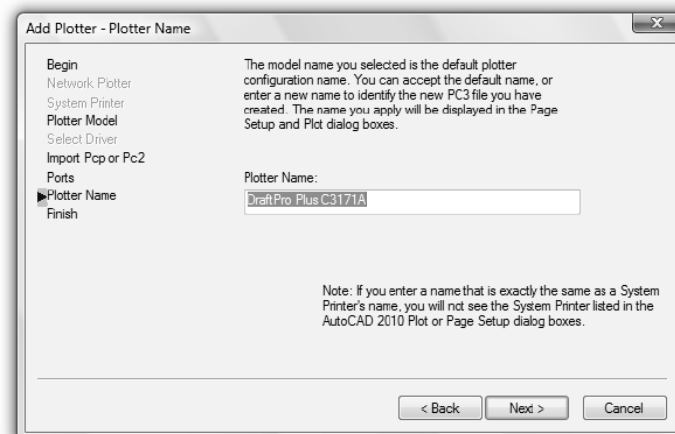 Add Plotter - Plotter Name
Begin
Network Plotter
System Printer
Plotter Model
Select Driver
Import Pcp or Pc2
Ports
Plotter Name
Finish
The model name you selected is the default plotter
configuration name. You can accept the default name, or
enter a new name to identify the new PC3 file you have
created. The name you apply will be displayed in the Page
Setup and Plot dialog boxes.
Plotter Name:
DraftPro Plus C3171A
Note: If you enter a name that is exactly the same as a System
Printer's name, you will not see the System Printer listed in the
AutoCAD 2010 Plot or Page Setup dialog boxes.
< Back
Next >
Cancel